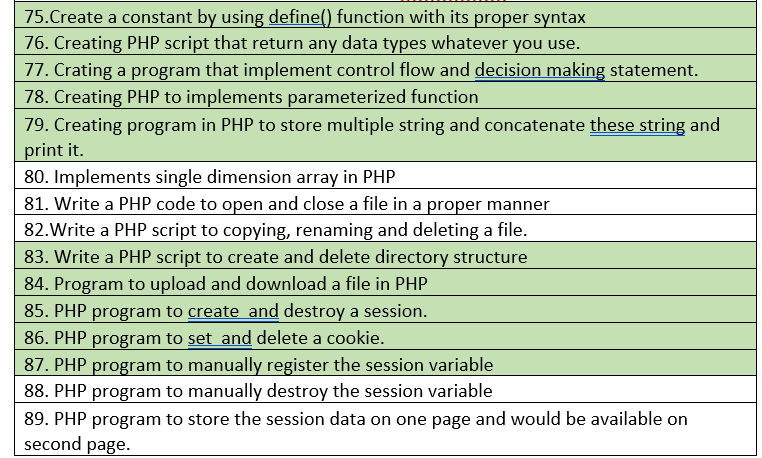 75.Create a constant by using define() function with its proper syntax
76. Creating PHP script that return any data types whatever you use.
77. Crating a program that implement control flow and decision making statement.
78. Creating PHP to implements parameterized function
79. Creating program in PHP to store multiple string and concatenate these string and
print it.
80. Implements single dimension array in PHP
81. Write a PHP code to open and close a file in a proper manner
82.Write a PHP script to copying, renaming and deleting a file.
83. Write a PHP script to create and delete directory structure
84. Program to upload and download a file in PHP
85. PHP program to create  and destroy a session.
86. PHP program to set  and delete a cookie.
87. PHP program to manually register the session variable
88. PHP program to manually destroy the session variable
89. PHP program to store the session data on one page and would be available on
second page.